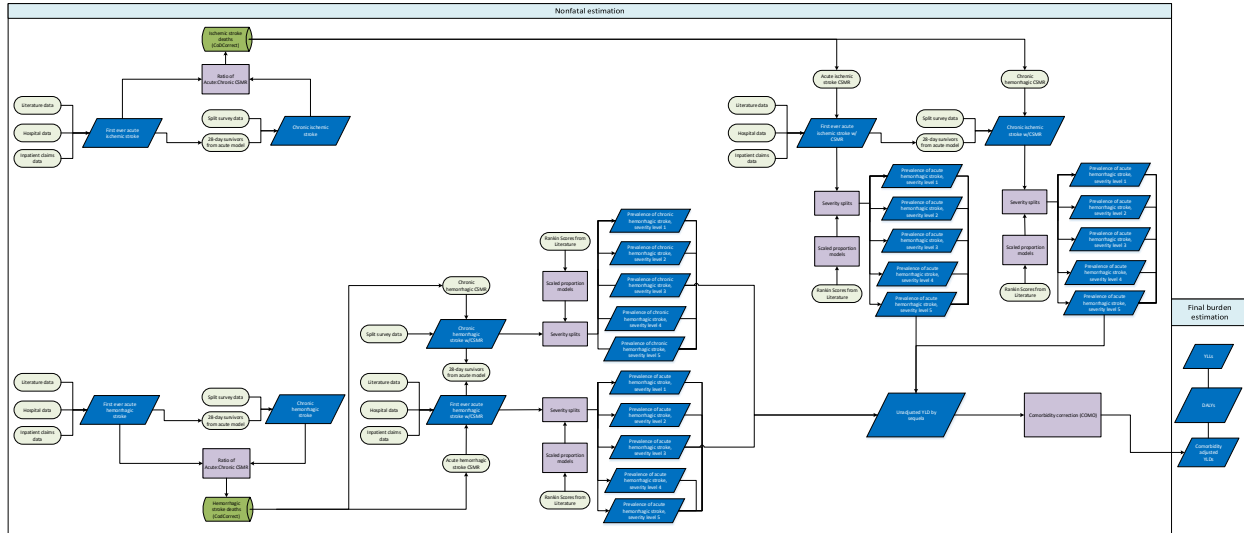 Nonfatal estimation
Ischemic stroke
deaths
(CoDCorrect)
Ratio of
Acute:Chronic CSMR
Literature data
Hospital data
Inpatient claims
data
First ever acute
ischemic stroke
Split survey data
28-day survivors
from acute model
Chronic ischemic
stroke
Acute ischemic
stroke CSMR
Chronic
hemorrhagic CSMR
Literature data
Hospital data
Inpatient claims
data
First ever acute
ischemic stroke w/
CSMR
Split survey data
28-day survivors
from acute model
Chronic ischemic
stroke w/CSMR
Severity splits
Scaled proportion
models
Rankin Scores from
Literature
Prevalence of acute
hemorrhagic stroke,
severity level 1
Prevalence of acute
hemorrhagic stroke,
severity level 2
Prevalence of acute
hemorrhagic stroke,
severity level 3
Prevalence of acute
hemorrhagic stroke,
severity level 4
Prevalence of acute
hemorrhagic stroke,
severity level 5
Severity splits
Scaled proportion
models
Rankin Scores from
Literature
Prevalence of acute
hemorrhagic stroke,
severity level 1
Prevalence of acute
hemorrhagic stroke,
severity level 2
Prevalence of acute
hemorrhagic stroke,
severity level 3
Prevalence of acute
hemorrhagic stroke,
severity level 4
Prevalence of acute
hemorrhagic stroke,
severity level 5
Rankin Scores from
Literature
Scaled proportion
models
Severity splits
Prevalence of chronic
hemorrhagic stroke,
severity level 1
Prevalence of chronic
hemorrhagic stroke,
severity level 2
Prevalence of chronic
hemorrhagic stroke,
severity level 3
Prevalence of chronic
hemorrhagic stroke,
severity level 4
Prevalence of chronic
hemorrhagic stroke,
severity level 5
Chronic
hemorrhagic CSMR
Split survey data
Chronic
hemorrhagic
stroke w/CSMR
28-day survivors
from acute model
Literature data
Hospital data
Inpatient claims
data
First ever acute
hemorrhagic
stroke w/CSMR
Acute hemorrhagic
stroke CSMR
Severity splits
Scaled proportion
models
Rankin Scores from
Literature
Prevalence of acute
hemorrhagic stroke,
severity level 1
Prevalence of acute
hemorrhagic stroke,
severity level 2
Prevalence of acute
hemorrhagic stroke,
severity level 3
Prevalence of acute
hemorrhagic stroke,
severity level 4
Prevalence of acute
hemorrhagic stroke,
severity level 5
Literature data
Hospital data
Inpatient claims
data
First ever acute
hemorrhagic
stroke
Split survey data
28-day survivors
from acute model
Chronic
hemorrhagic
stroke
Ratio of
Acute:Chronic CSMR
Hemorrhagic
stroke deaths
(CoDCorrect)
Unadjusted YLD by
sequela
Comorbidity correction (COMO)
Final burden
estimation
YLLs
DALYs
Comorbidity
adjusted
YLDs